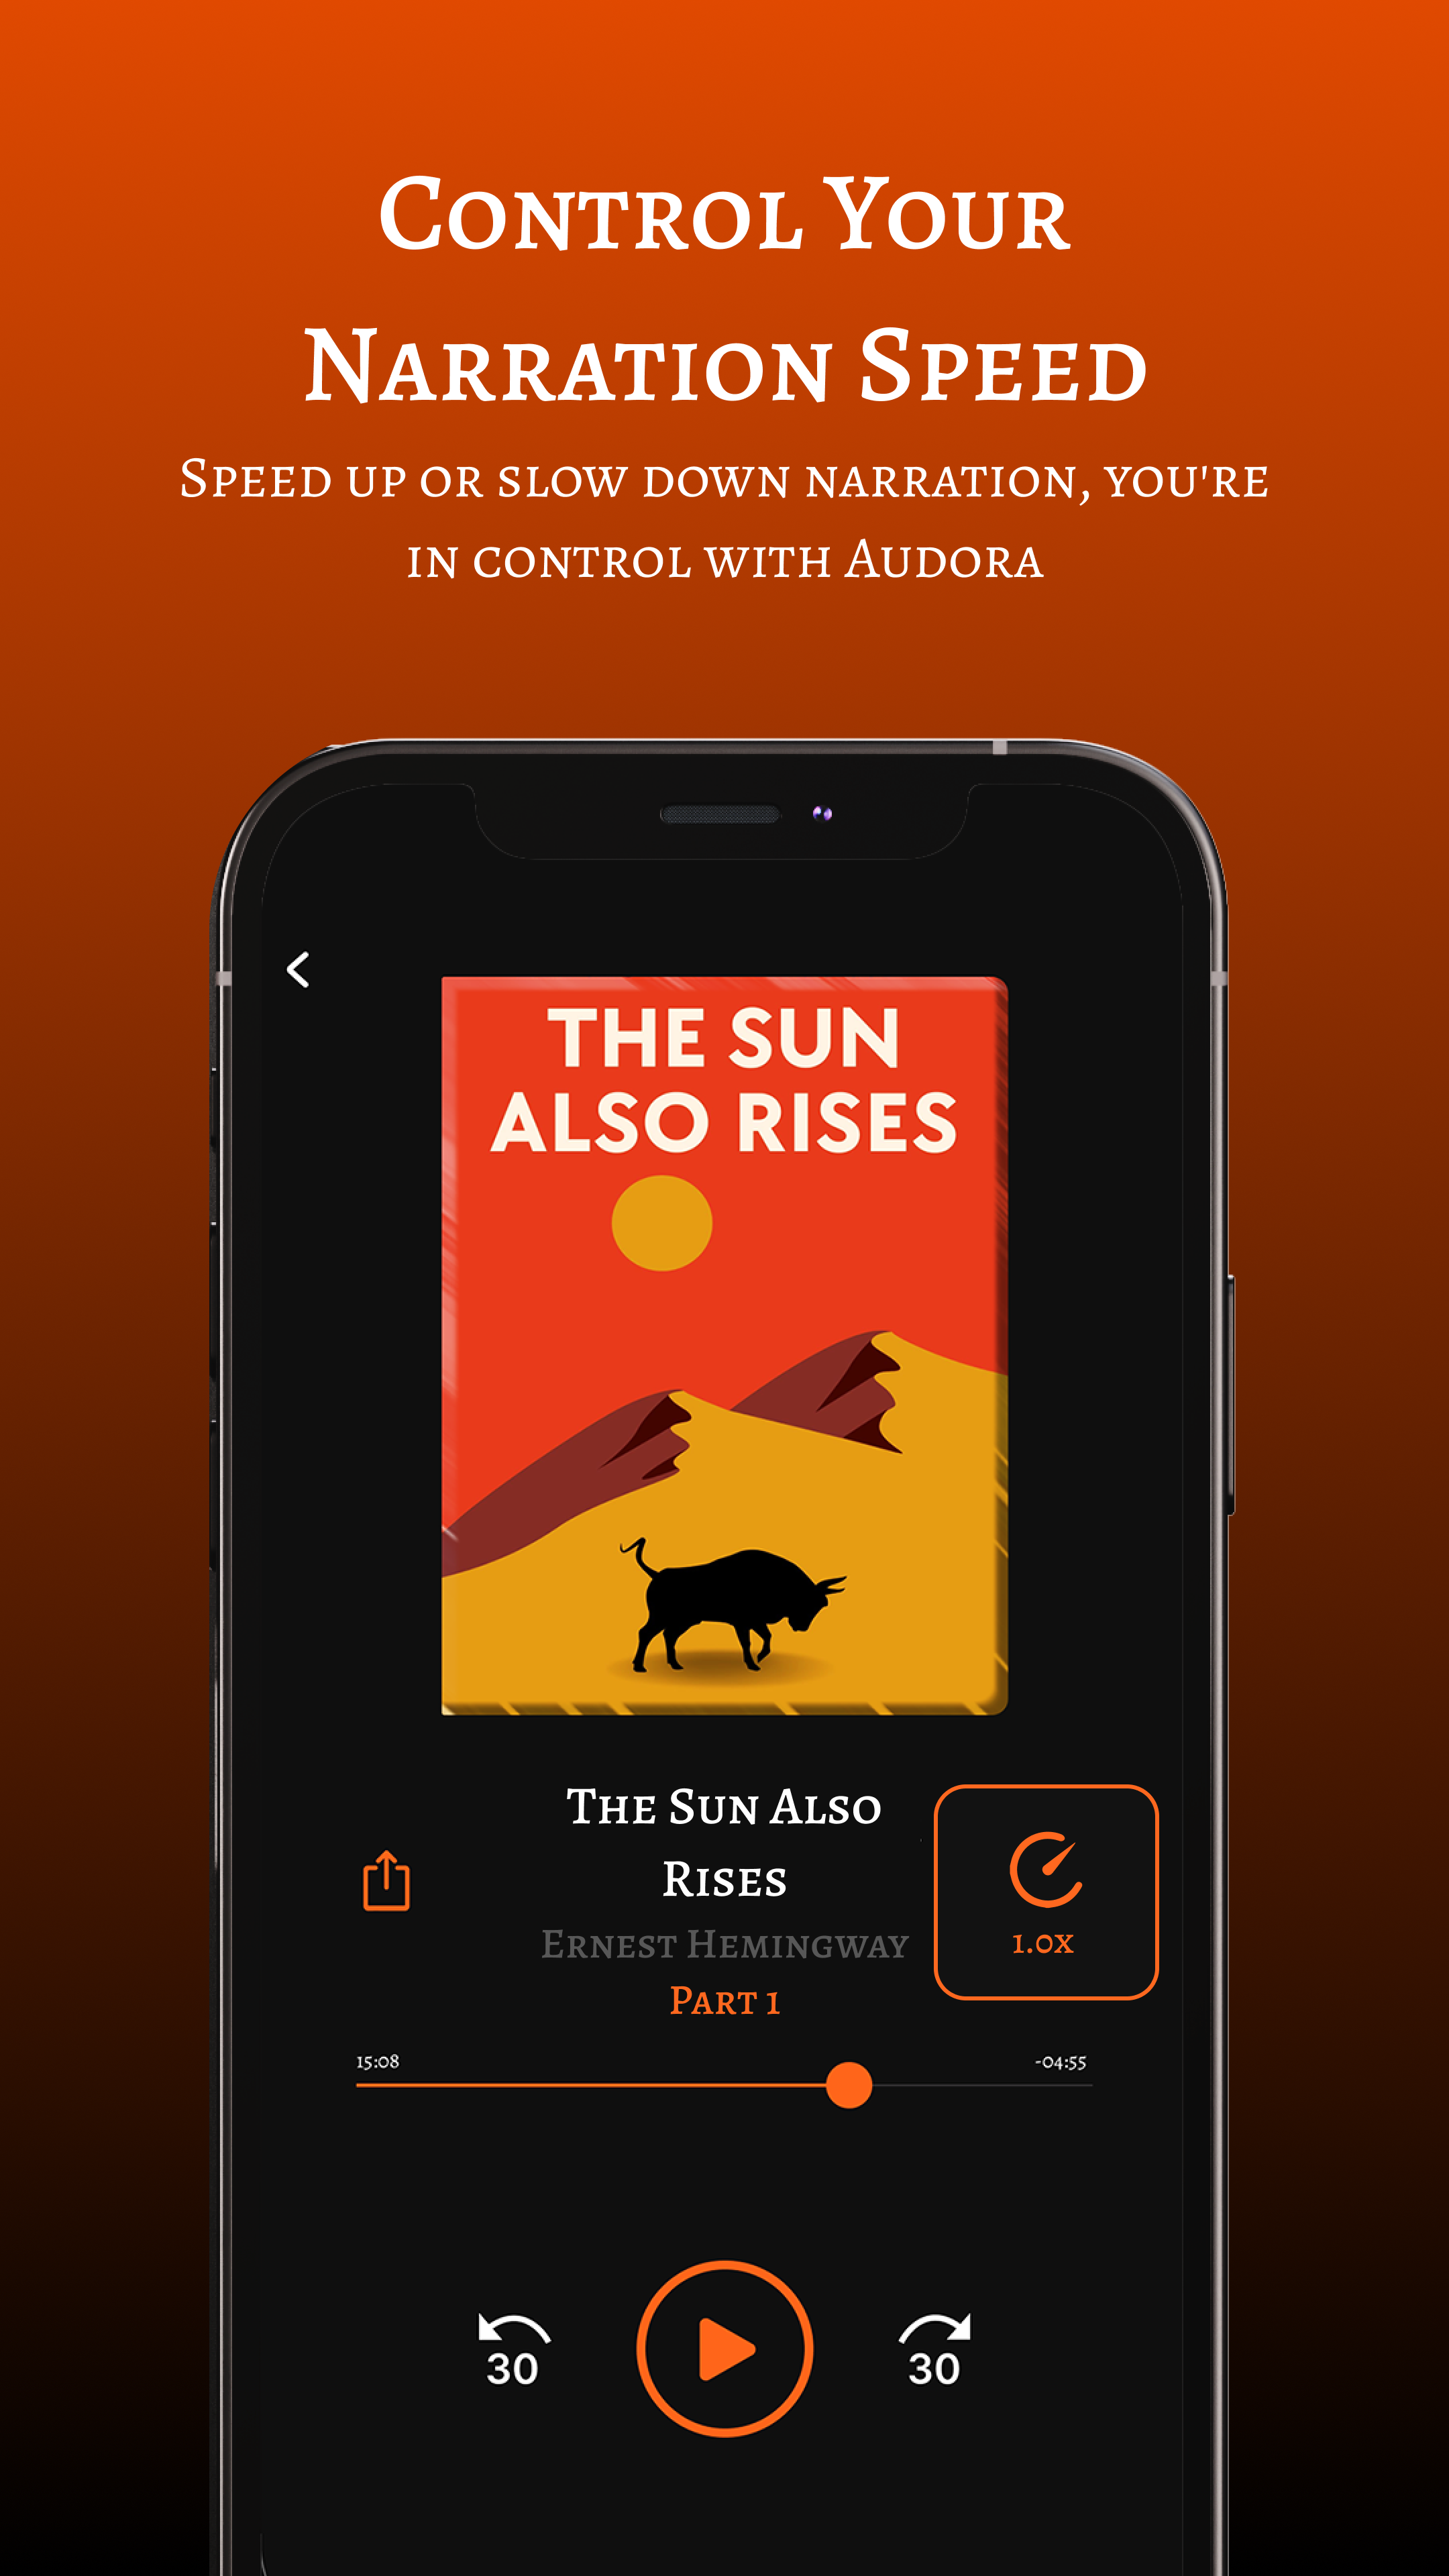 Control Your
Narration Speed
Speed up or slow down narration, you're
in control with Audora
THE SUN
ALSO RISES
The Sun Also
Rises
Ernest Hemingway
Part 1
1.0x
15:08
-04:55
30
30